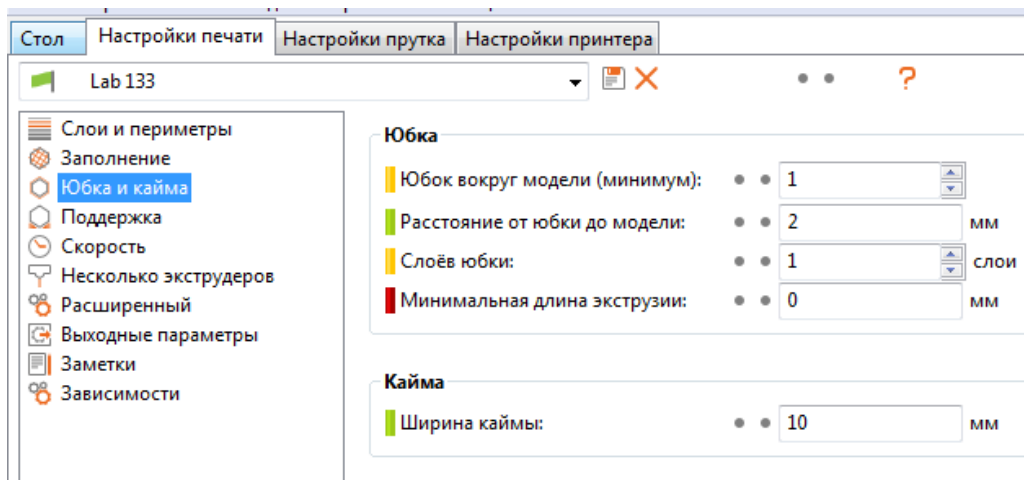 Стол Настройки печати Настройки прутка Настройки принтера
Lab 133 ?
Слои и периметры
Заполнение
Юбка и кайма
Поддержка
Скорость
Несколько экструдеров
Расширенный
Выходные параметры
Заметки
Зависимости
Юбка
Юбок вокруг модели (минимум): 1
Расстояние от юбки до модели: 2 мм
Слоёв юбки: 1 слои
Минимальная длина экструзии: 0 мм
Кайма
Ширина каймы: 10 мм